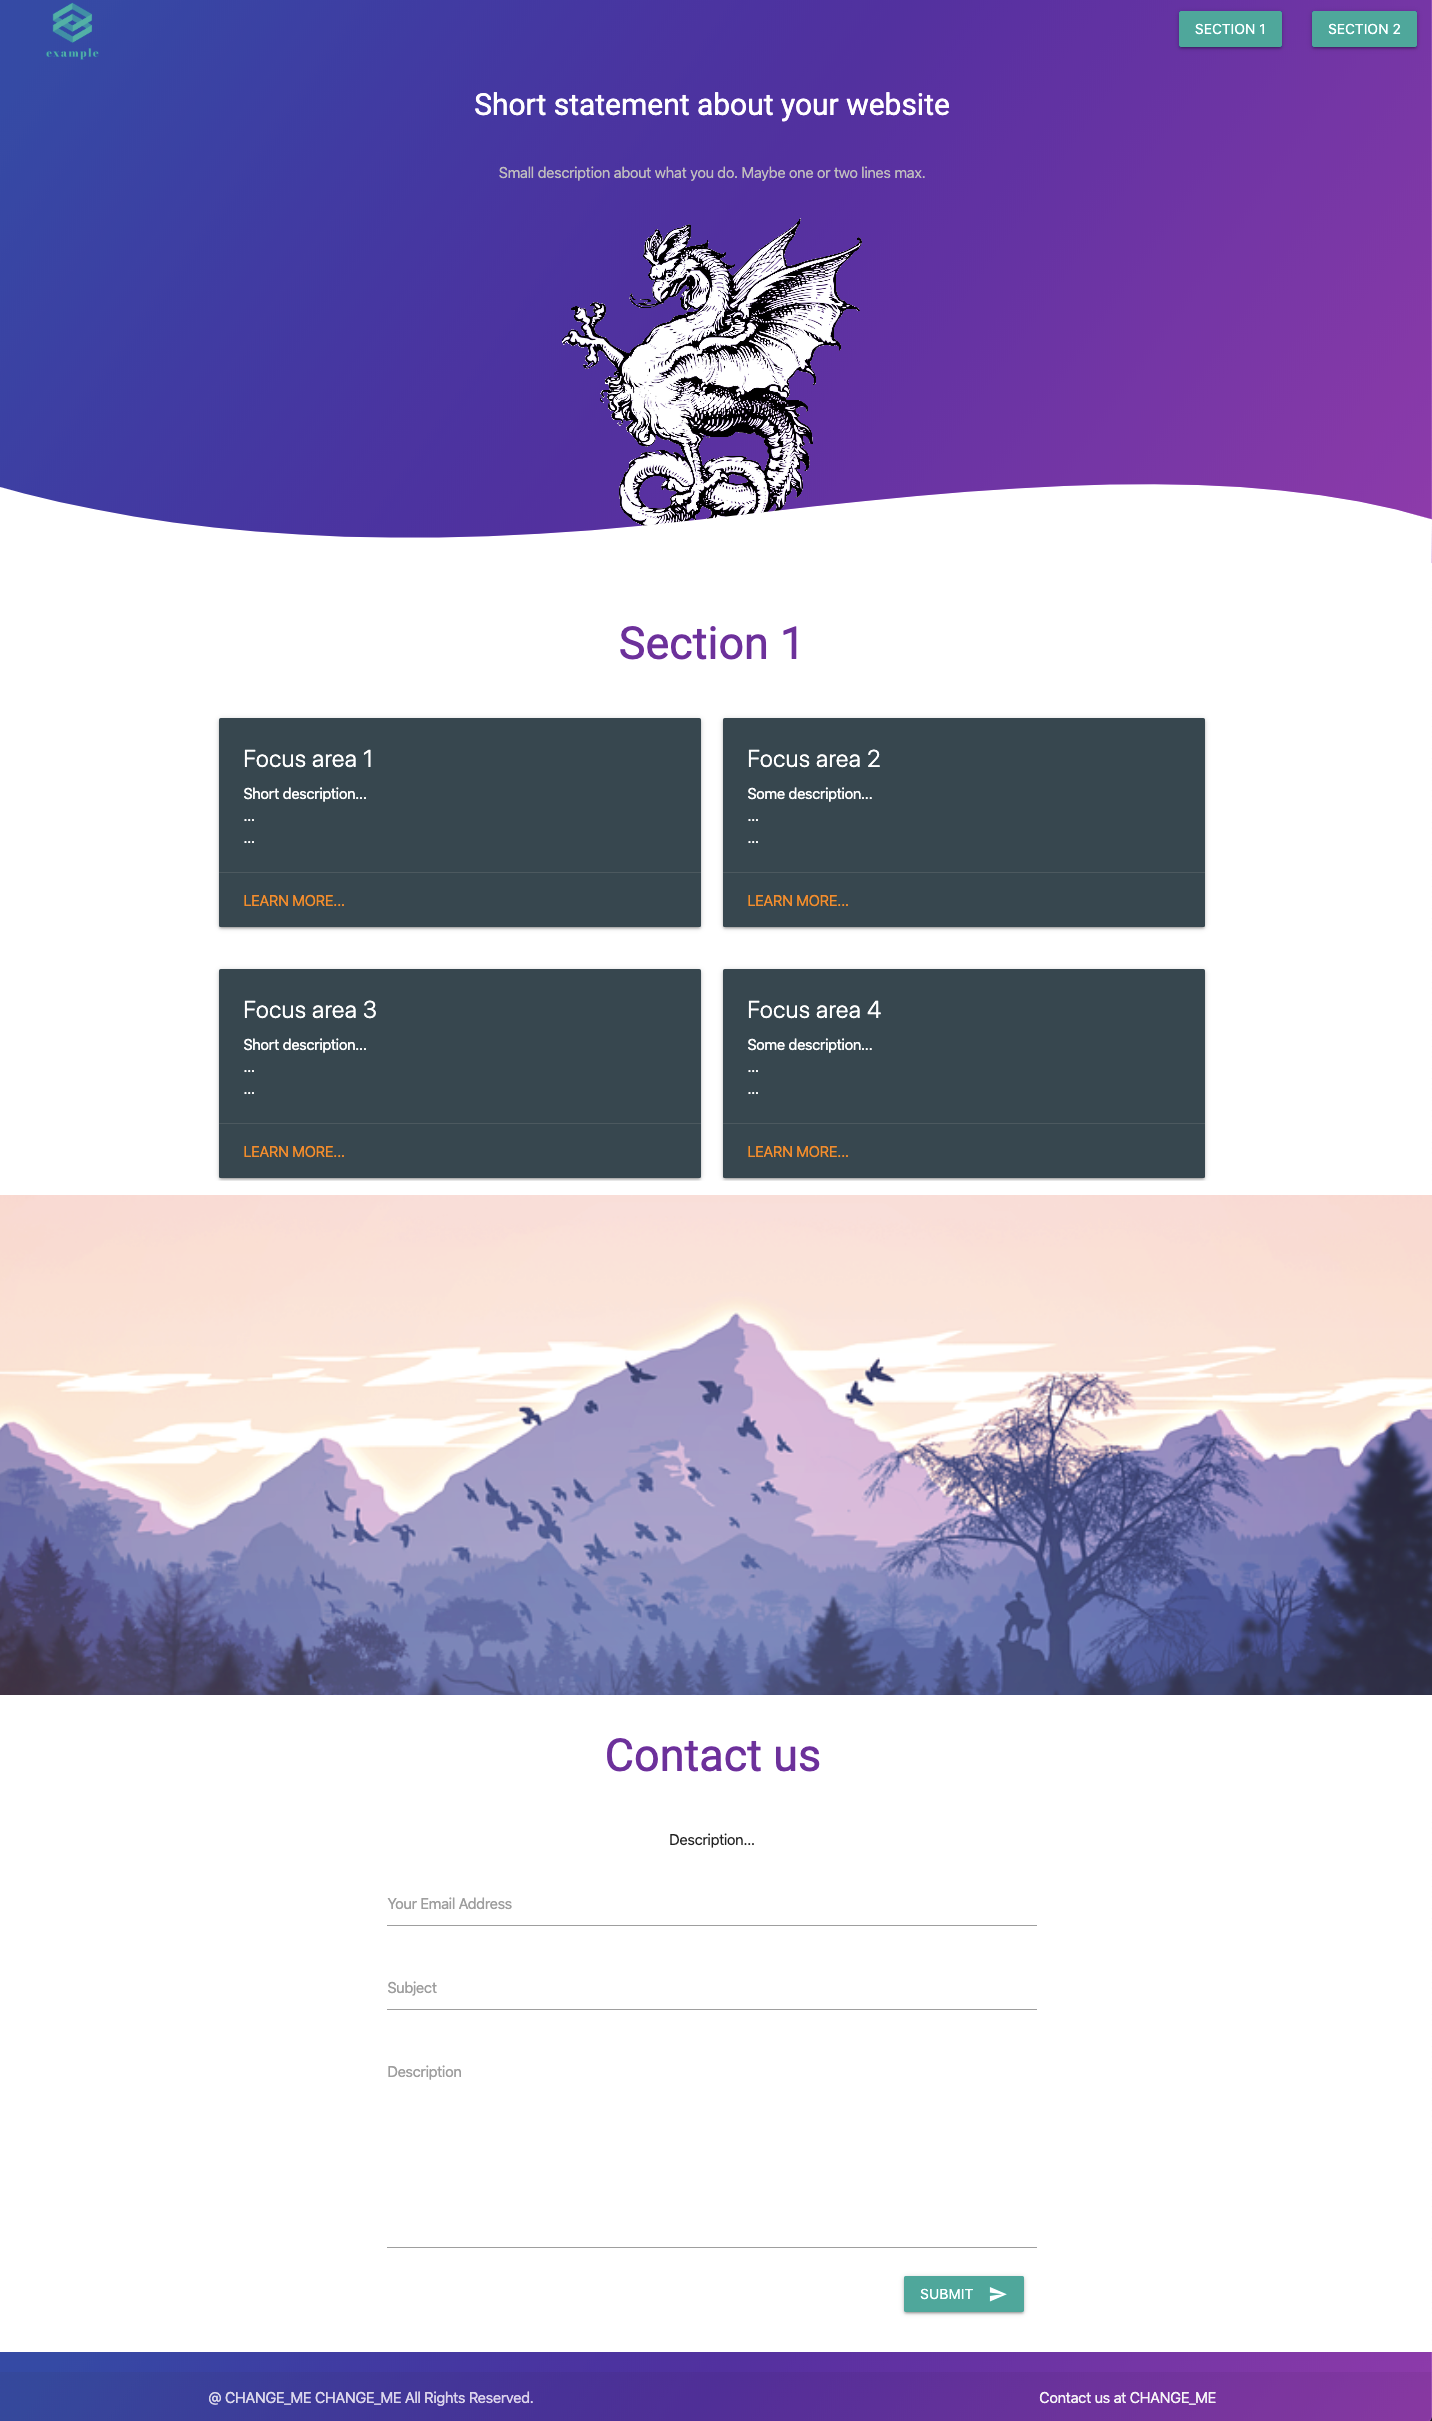 example
SECTION 1
SECTION 2
Short statement about your website
Small description about what you do. Maybe one or two lines max.
Section 1
Focus area 1
Short description...
...
...
LEARN MORE...
Focus area 2
Some description...
...
...
LEARN MORE...
Focus area 3
Short description...
...
...
LEARN MORE...
Focus area 4
Some description...
...
...
LEARN MORE...
Contact us
Description...
Your Email Address
Subject
Description
SUBMIT
@ CHANGE_ME CHANGE_ME All Rights Reserved.
Contact us at CHANGE_ME